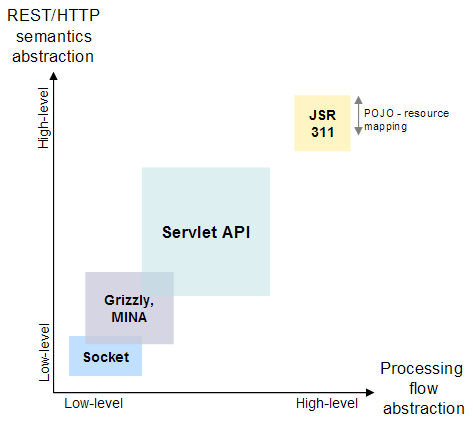 REST/HTTP
semantics
abstraction
High-level
JSR
311
POJO - resource
mapping
Servlet API
Grizzly,
MINA
Socket
Low-level
Low-level
High-level
Processing
flow
abstraction